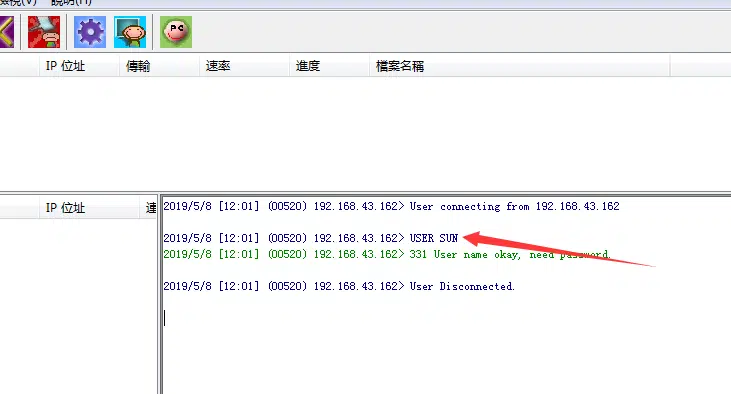 檢視(V) 說明(H)
PC
IP 位址 傳輸 速率 進度 檔案名稱
IP 位址
2019/5/8 [12:01] (00520) 192.168.43.162> User connecting from 192.168.43.162
2019/5/8 [12:01] (00520) 192.168.43.162> USER SUN
2019/5/8 [12:01] (00520) 192.168.43.162> 331 User name okay, need password.
2019/5/8 [12:01] (00520) 192.168.43.162> User Disconnected.